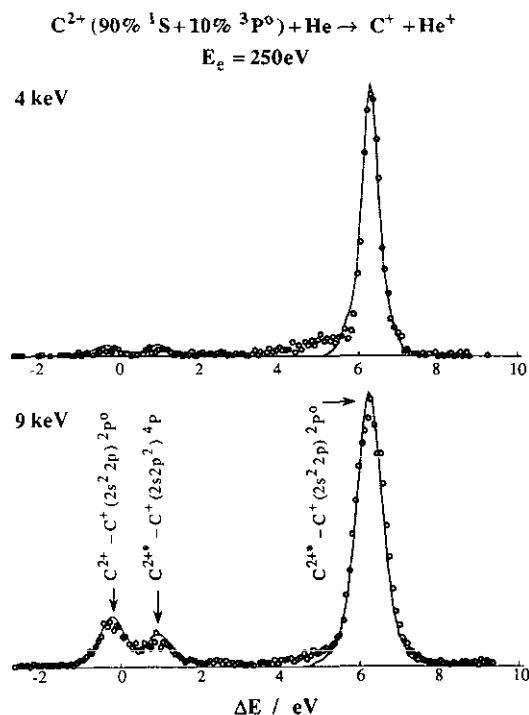 C²⁺ (90% ¹S + 10% ³Pᵒ) + He → C⁺ + He⁺
Eₑ = 250eV
4 keV
-2 0 2 4 6 8 10
9 keV
C²⁺ – C⁺ (2s² 2p) ²Pᵒ
C²⁺* – C⁺ (2s2p²) ⁴P
C²⁺* – C⁺ (2s² 2p) ²Pᵒ
-2 0 2 4 6 8 10
ΔE / eV